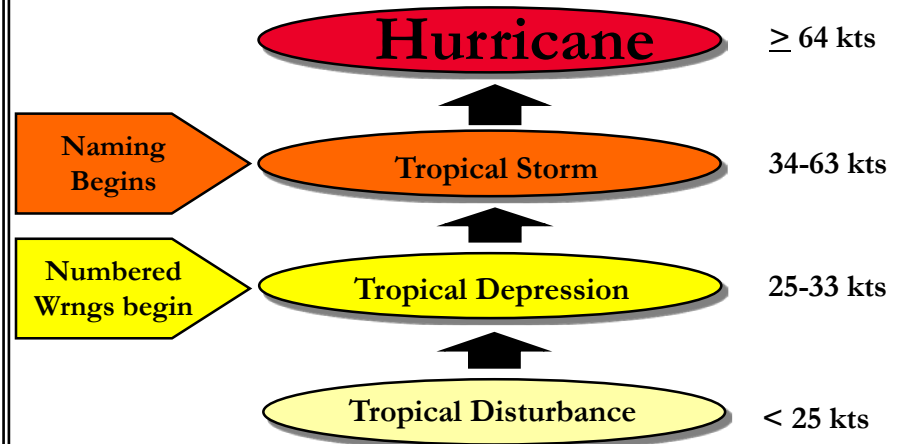 Hurricane
≥ 64 kts
Naming
Begins
Tropical Storm
34-63 kts
Numbered
Wrngs begin
Tropical Depression
25-33 kts
Tropical Disturbance
< 25 kts